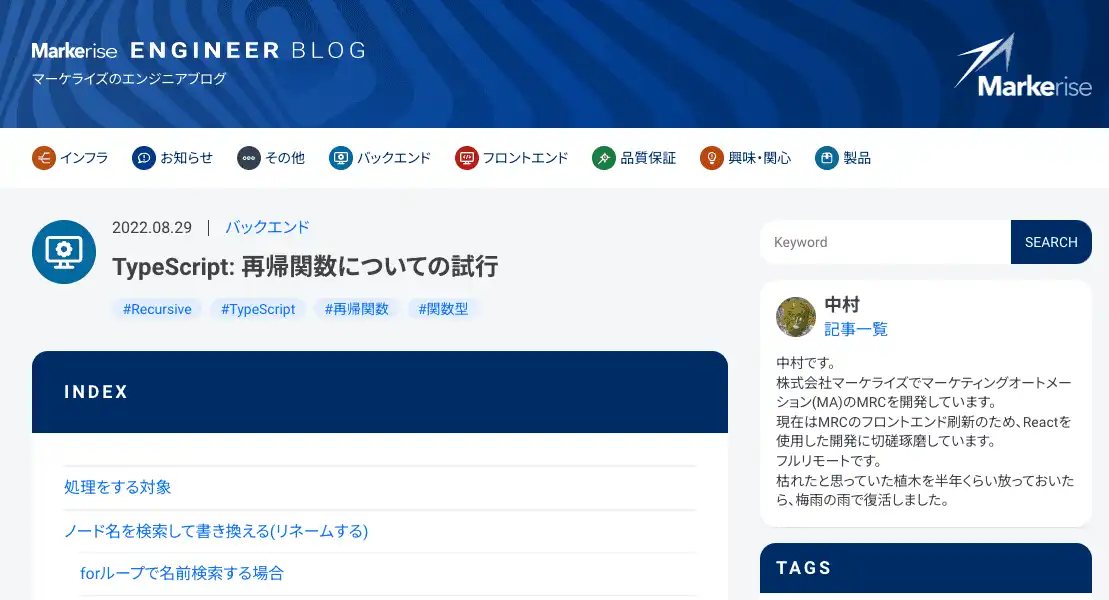 Markerise ENGINEER BLOG
マーケライズのエンジニアブログ
Markerise
インフラ お知らせ その他 バックエンド フロントエンド 品質保証 興味・関心 製品
2022.08.29 | バックエンド
TypeScript: 再帰関数についての試行
#Recursive #TypeScript #再帰関数 #関数型
INDEX
処理をする対象
ノード名を検索して書き換える(リネームする)
forループで名前検索する場合
Keyword SEARCH
中村
記事一覧
中村です。
株式会社マーケライズでマーケティングオートメー
ション(MA)のMRCを開発しています。
現在はMRCのフロントエンド刷新のため、Reactを
使用した開発に切磋琢磨しています。
フルリモートです。
枯れたと思っていた植木を半年くらい放っておいた
ら、梅雨の雨で復活しました。
TAGS